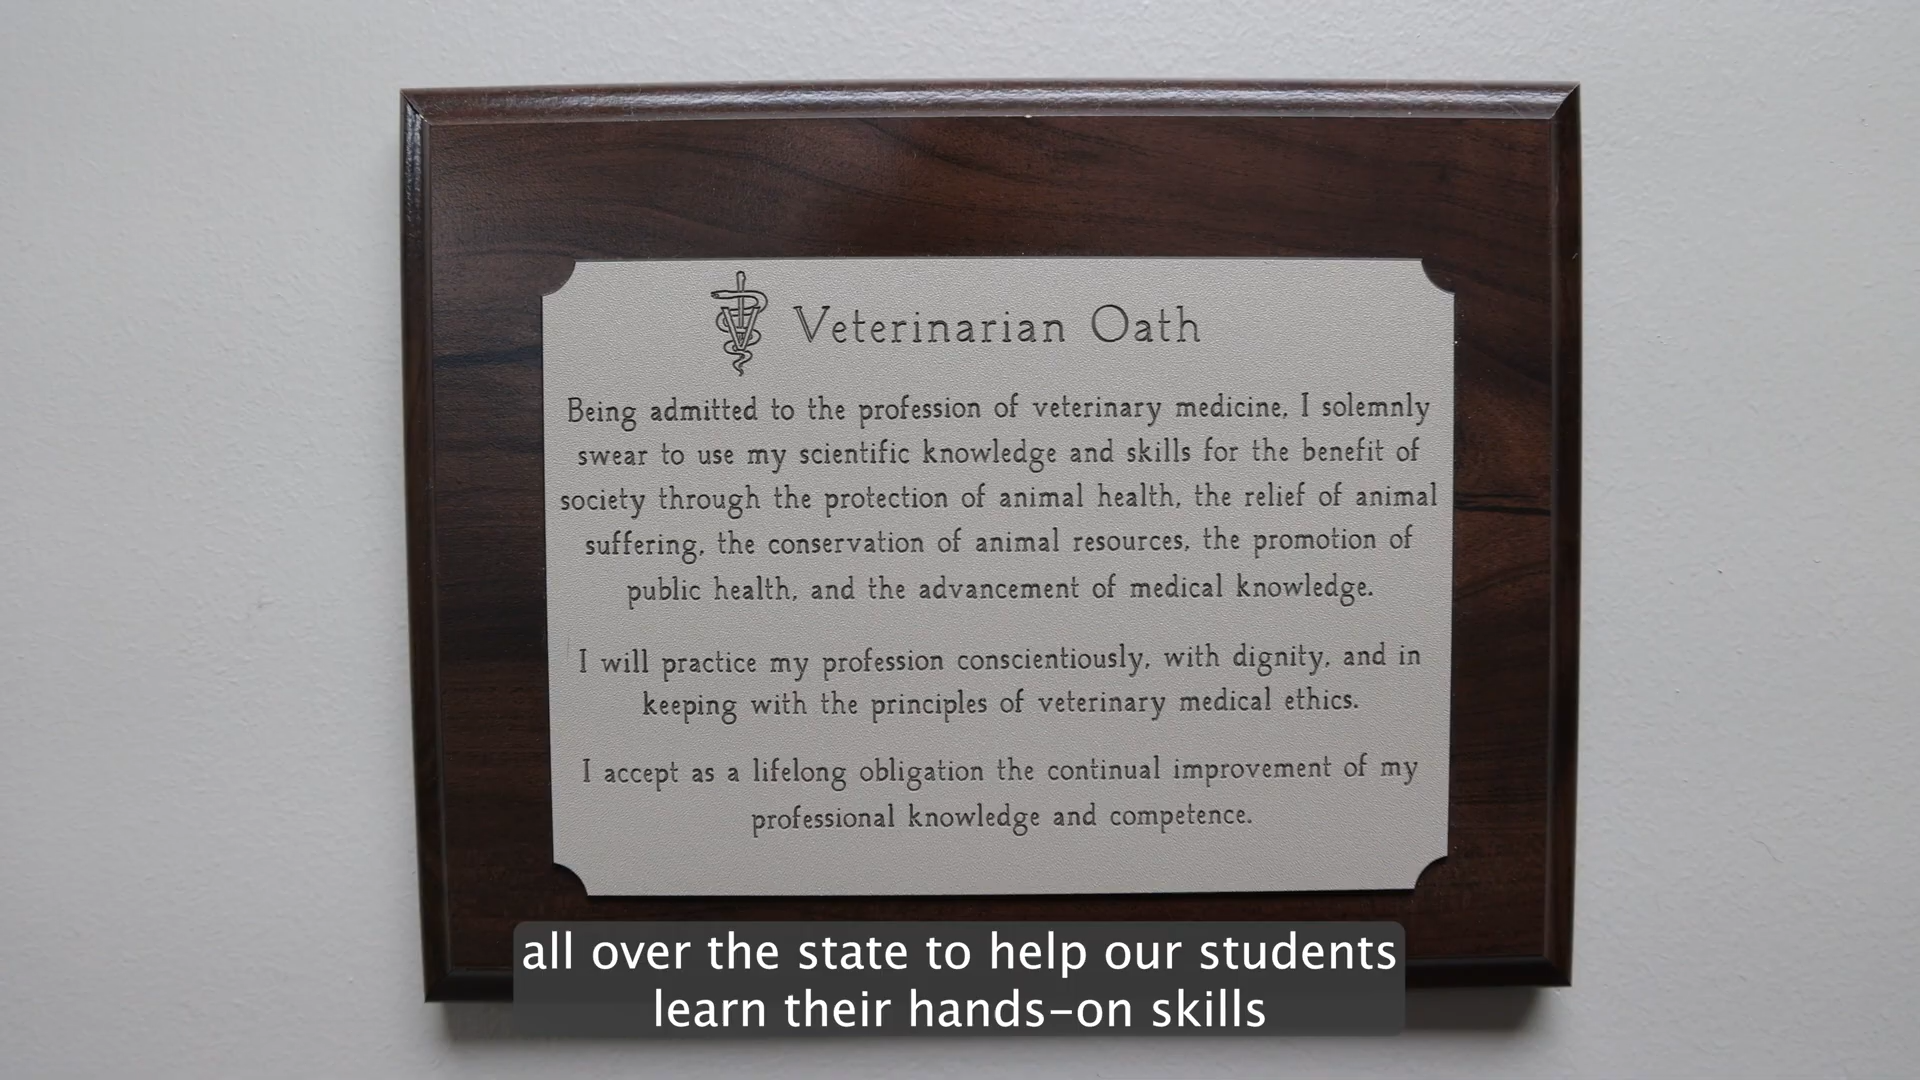 Veterinarian Oath
Being admitted to the profession of veterinary medicine, I solemnly
swear to use my scientific knowledge and skills for the benefit of
society through the protection of animal health, the relief of animal
suffering, the conservation of animal resources, the promotion of
public health, and the advancement of medical knowledge.
I will practice my profession conscientiously, with dignity, and in
keeping with the principles of veterinary medical ethics.
I accept as a lifelong obligation the continual improvement of my
professional knowledge and competence.
all over the state to help our students
learn their hands-on skills